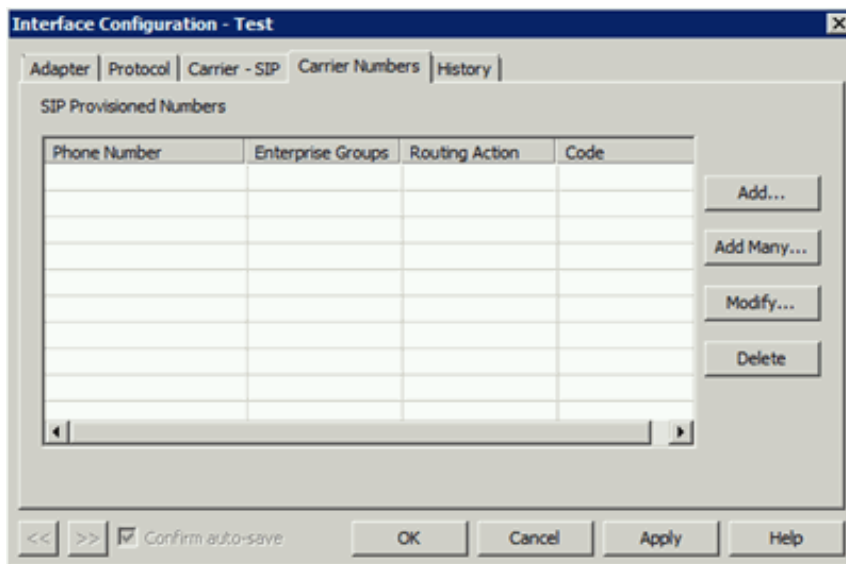 Interface Configuration - Test
Adapter Protocol Carrier - SIP Carrier Numbers History
SIP Provisioned Numbers
Phone Number Enterprise Groups Routing Action Code
Add...
Add Many...
Modify...
Delete
<< >> Confirm auto-save OK Cancel Apply Help